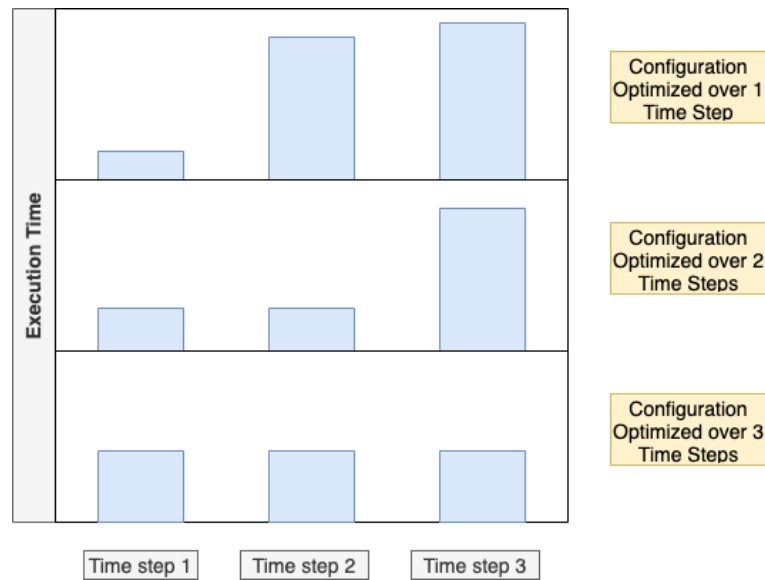 Execution Time
Configuration
Optimized over 1
Time Step
Configuration
Optimized over 2
Time Steps
Configuration
Optimized over 3
Time Steps
Time step 1
Time step 2
Time step 3